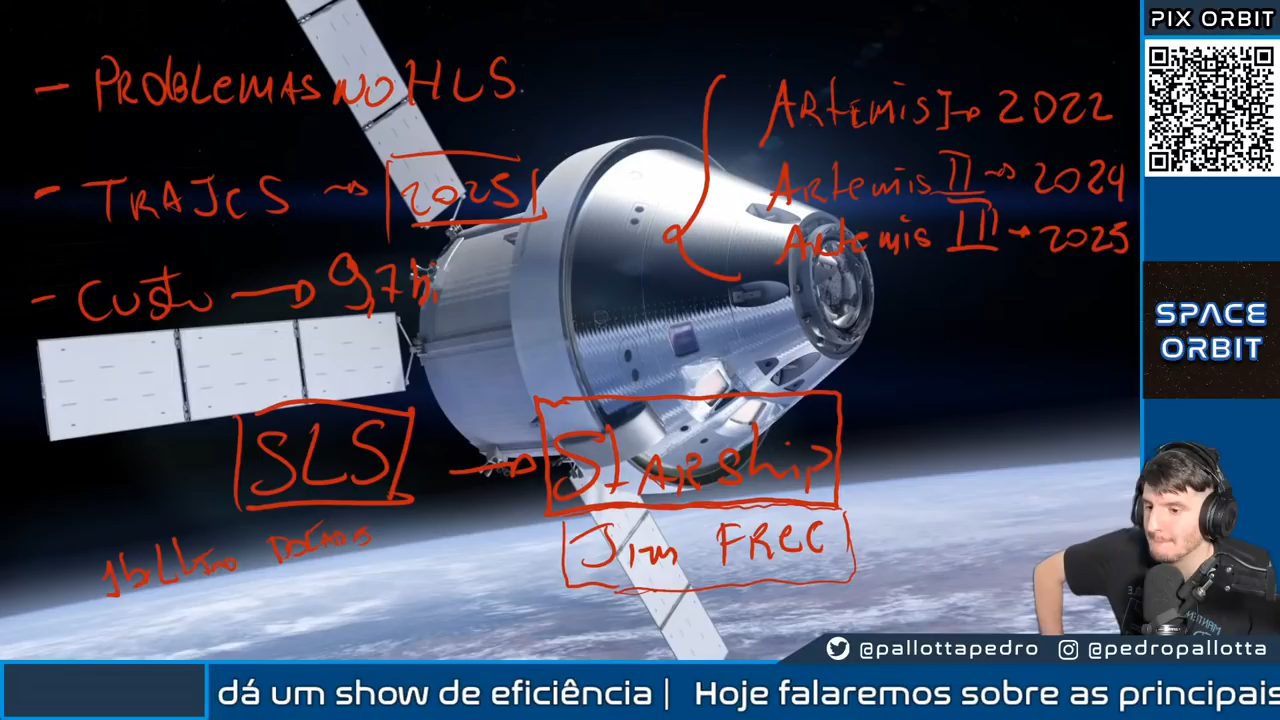 - PROBLEMAS NO HLS
- TRAJES → 2025
- CUSTO → 9,7 bi
ARTEMIS I → 2022
ARTEMIS II → 2024
ARTEMIS III → 2025
SLS → STARSHIP
JIM FREE
PIX ORBIT
SPACE
ORBIT
@pallottapedro @pedropallotta
dá um show de eficiência | Hoje falaremos sobre as principais